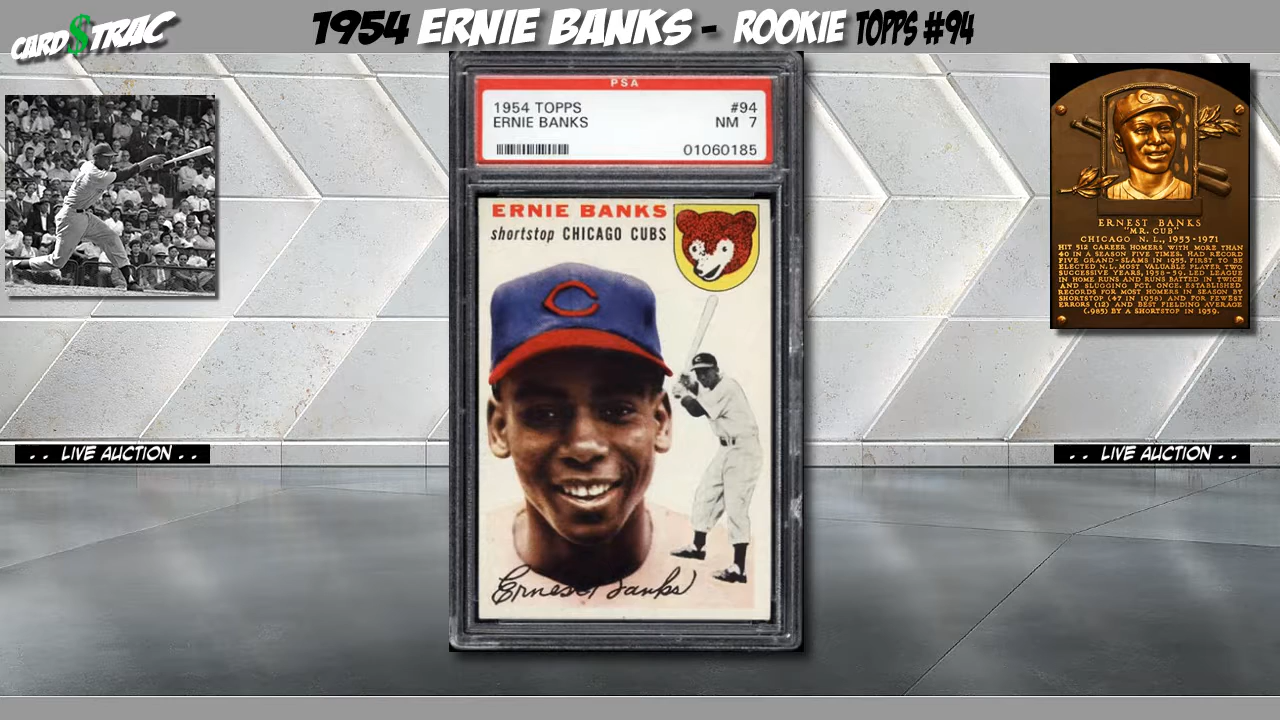 CARD$TRAC
1954 ERNIE BANKS - ROOKIE TOPPS #94
PSA
1954 TOPPS #94
ERNIE BANKS NM 7
01060185
ERNIE BANKS
shortstop CHICAGO CUBS
C
Ernest Banks
ERNEST BANKS
"MR. CUB"
CHICAGO N.L., 1953-1971
HIT 512 CAREER HOMERS WITH MORE THAN
40 IN A SEASON FIVE TIMES. HAD RECORD
FIVE GRAND-SLAMS IN 1955. FIRST TO BE
ELECTED N.L. MOST VALUABLE PLAYER TWO
SUCCESSIVE YEARS, 1958-59. LED LEAGUE
IN HOME RUNS AND RUNS BATTED IN TWICE
AND SLUGGING PCT. ONCE. ESTABLISHED
RECORDS FOR MOST HOMERS IN SEASON BY
SHORTSTOP (47 IN 1958) AND FOR FEWEST
ERRORS (12) AND BEST FIELDING AVERAGE
(.985) BY A SHORTSTOP IN 1959.
. . LIVE AUCTION . .
. . LIVE AUCTION . .